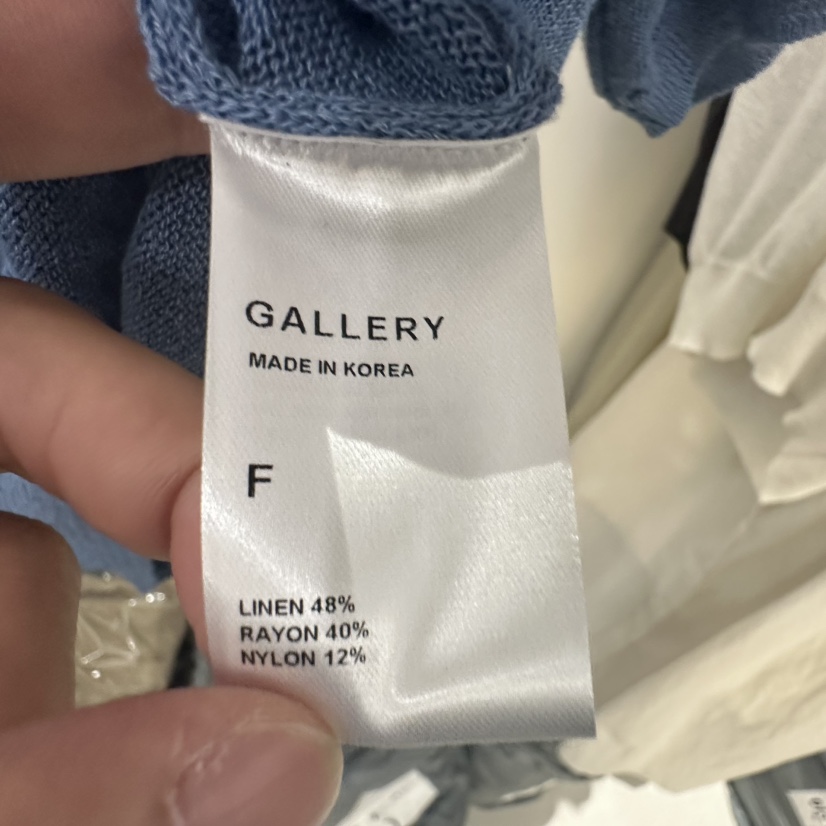 GALLERY
MADE IN KOREA
F
LINEN 48%
RAYON 40%
NYLON 12%